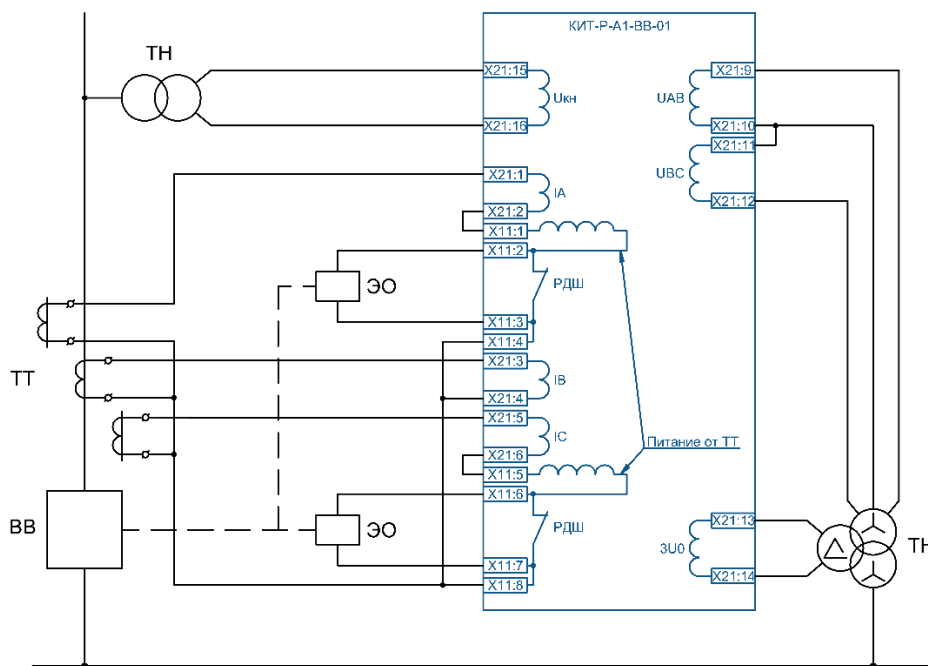 КИТ-Р-А1-ВВ-01
ТН
X21:15
Uкн
X21:16
X21:9
UAB
X21:10
X21:11
UBC
X21:12
X21:1
IA
X21:2
X11:1
X11:2
РДШ
ЭО
X11:3
X11:4
X21:3
IB
X21:4
X21:5
IC
X21:6
X11:5
X11:6
Питание от ТТ
ТТ
ВВ
ЭО
РДШ
X11:7
X11:8
X21:13
3U0
X21:14
ТН